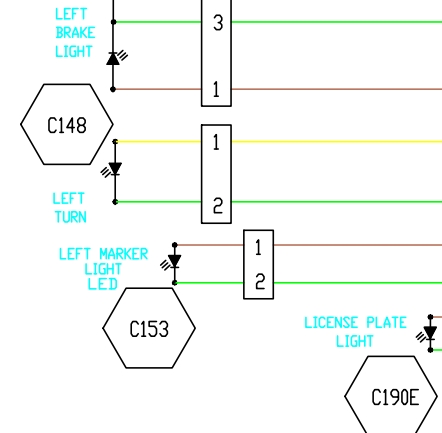 LEFT
BRAKE
LIGHT
3
1
C148
1
2
LEFT
TURN
LEFT MARKER
LIGHT
LED
1
2
C153
LICENSE PLATE
LIGHT
C190E